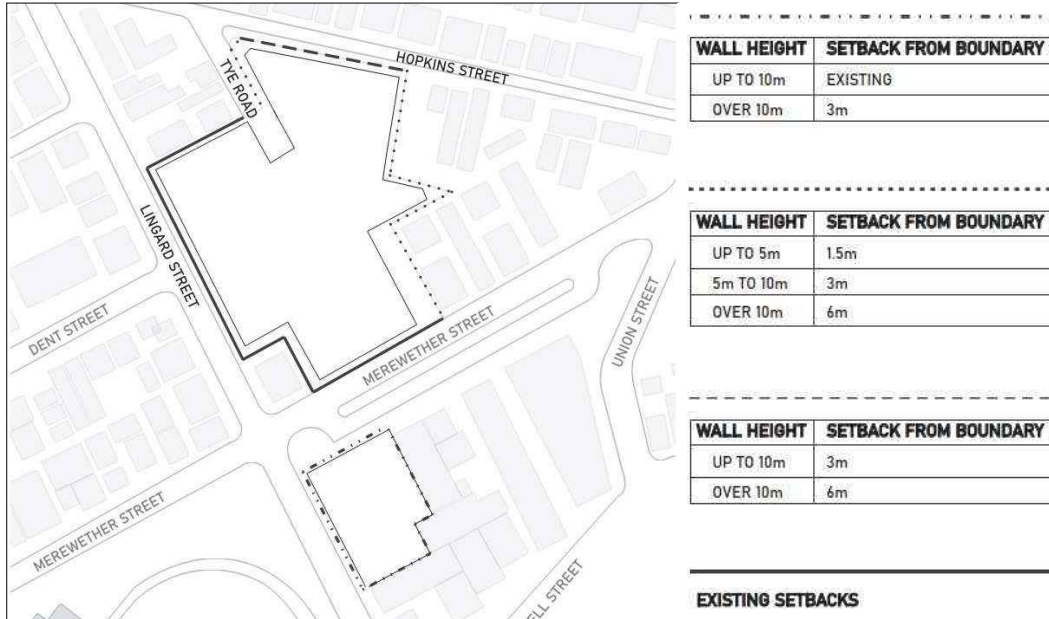 HOPKINS STREET
TYE ROAD
LINGARD STREET
DENT STREET
MEREWETHER STREET
UNION STREET
MEREWETHER STREET
ELL STREET
WALL HEIGHT SETBACK FROM BOUNDARY
UP TO 10m EXISTING
OVER 10m 3m
WALL HEIGHT SETBACK FROM BOUNDARY
UP TO 5m 1.5m
5m TO 10m 3m
OVER 10m 6m
WALL HEIGHT SETBACK FROM BOUNDARY
UP TO 10m 3m
OVER 10m 6m
EXISTING SETBACKS